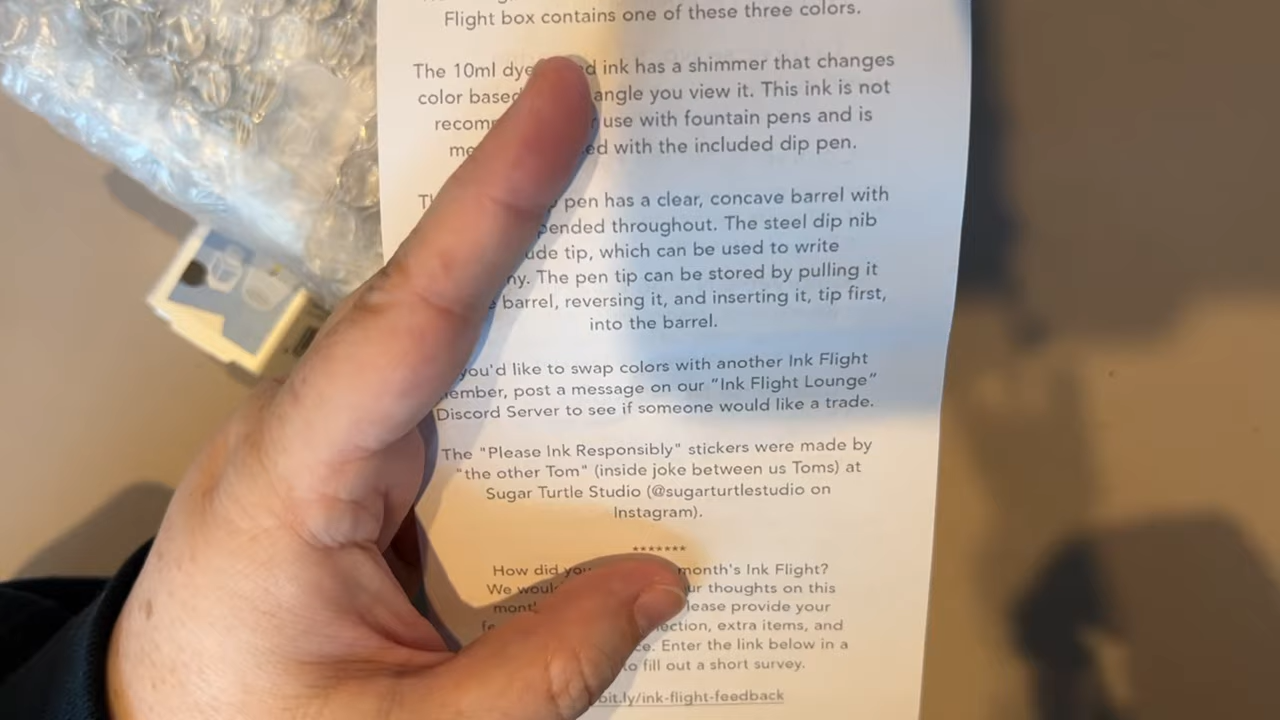 Flight box contains one of these three colors.
The 10ml ink has a shimmer that changes
color based angle you view it. This ink is not
use with fountain pens and is
with the included dip pen.
pen has a clear, concave barrel with
throughout. The steel dip nib
tip, which can be used to write
The pen tip can be stored by pulling it
barrel, reversing it, and inserting it, tip first,
into the barrel.
you'd like to swap colors with another Ink Flight
member, post a message on our "Ink Flight Lounge"
Discord Server to see if someone would like a trade.
The "Please Ink Responsibly" stickers were made by
"the other Tom" (inside joke between us Toms) at
Sugar Turtle Studio (@sugarturtlestudio on
Instagram).
*******
How did you month's Ink Flight?
We would thoughts on this
please provide your
extra items, and
Enter the link below in a
to fill out a short survey.
bit.ly/ink-flight-feedback